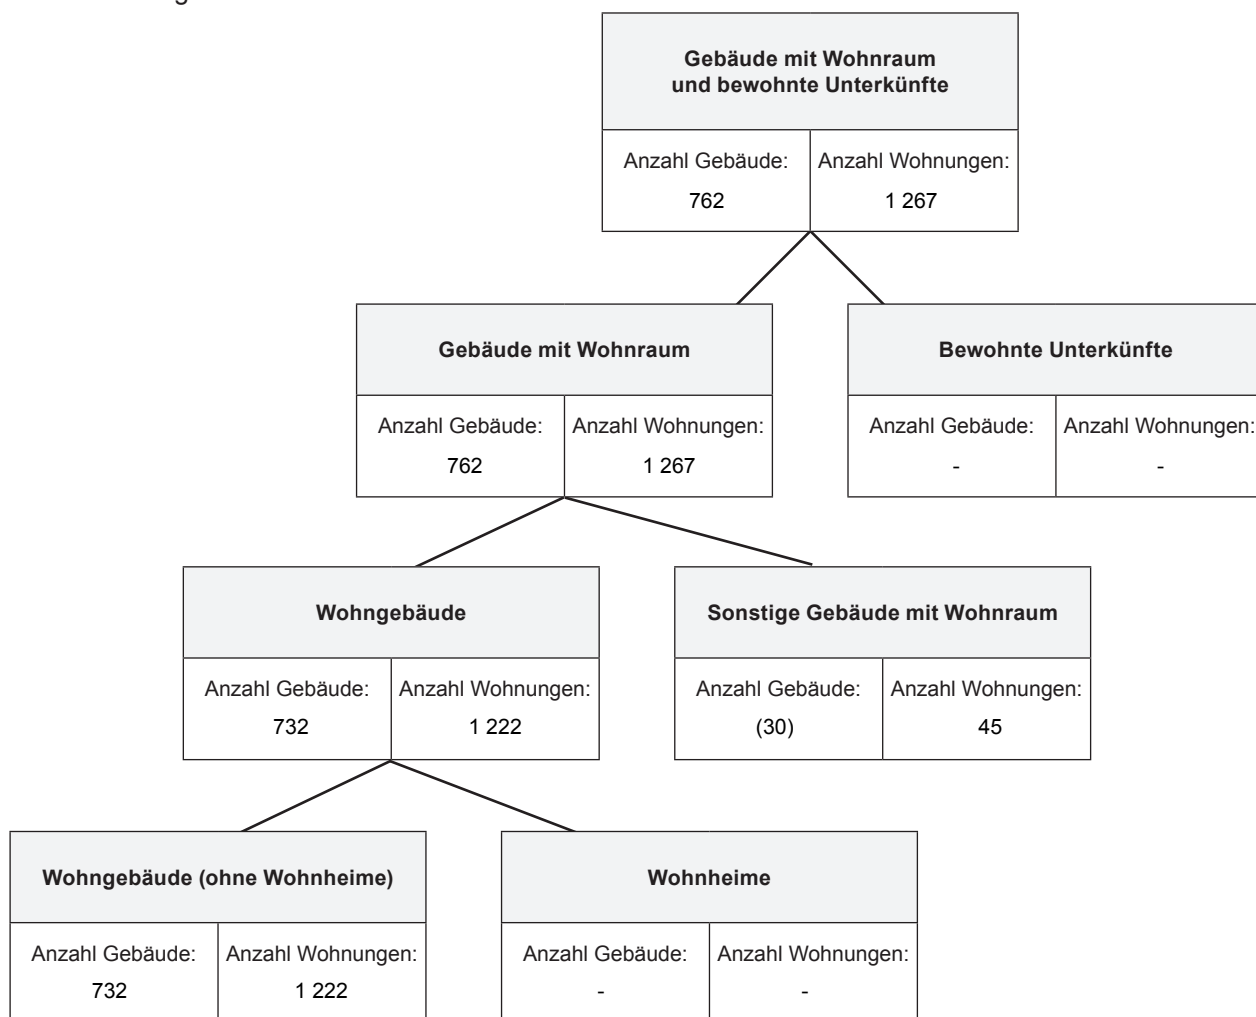 Gebäude mit Wohnraum
und bewohnte Unterkünfte
Anzahl Gebäude: Anzahl Wohnungen:
762 1 267
Gebäude mit Wohnraum
Anzahl Gebäude: Anzahl Wohnungen:
762 1 267
Bewohnte Unterkünfte
Anzahl Gebäude: Anzahl Wohnungen:
- -
Wohngebäude
Anzahl Gebäude: Anzahl Wohnungen:
732 1 222
Sonstige Gebäude mit Wohnraum
Anzahl Gebäude: Anzahl Wohnungen:
(30) 45
Wohngebäude (ohne Wohnheime)
Anzahl Gebäude: Anzahl Wohnungen:
732 1 222
Wohnheime
Anzahl Gebäude: Anzahl Wohnungen:
- -